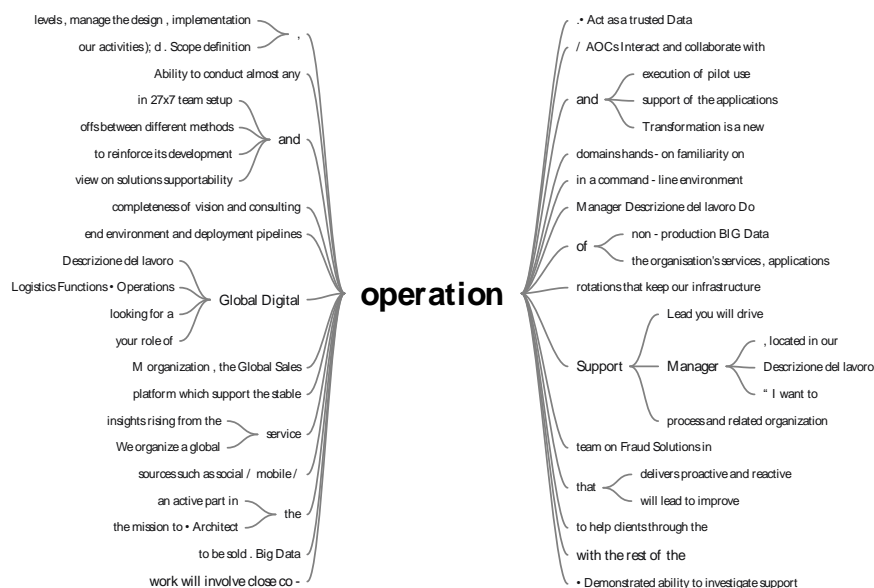 levels , manage the design , implementation
our activities ) ; d . Scope definition
,
Ability to conduct almost any
in 27x7 team setup
offs between different methods
to reinforce its development
view on solutions supportability
and
completeness of vision and consulting
end environment and deployment pipelines
Descrizione del lavoro
Logistics Functions • Operations
looking for a
your role of
Global Digital
M organization , the Global Sales
platform which support the stable
insights rising from the
We organize a global
service
sources such as social / mobile /
an active part in
the mission to • Architect
the
to be sold . Big Data
work will involve close co -
operation
.• Act as a trusted Data
/ AOCs Interact and collaborate with
and
execution of pilot use
support of the applications
Transformation is a new
domains hands - on familiarity on
in a command - line environment
Manager Descrizione del lavoro Do
of
non - production BIG Data
the organisation's services , applications
rotations that keep our infrastructure
Support
Lead you will drive
Manager
, located in our
Descrizione del lavoro
“ I want to
process and related organization
team on Fraud Solutions in
that
delivers proactive and reactive
will lead to improve
to help clients through the
with the rest of the
• Demonstrated ability to investigate support